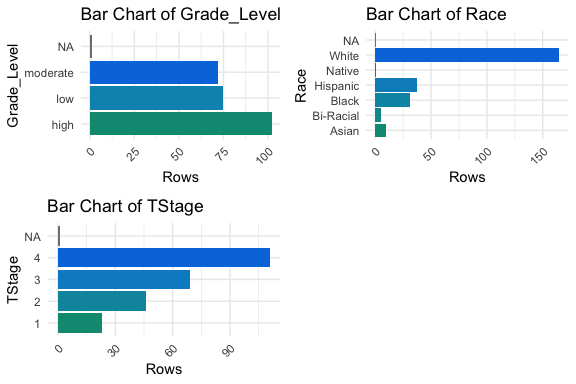 Bar Chart of Grade_Level
Grade_Level
NA
moderate
low
high
0
25
50
75
100
Rows
Bar Chart of Race
Race
NA
White
Native
Hispanic
Black
Bi-Racial
Asian
0
50
100
150
Rows
Bar Chart of TStage
TStage
NA
4
3
2
1
0
30
60
90
Rows